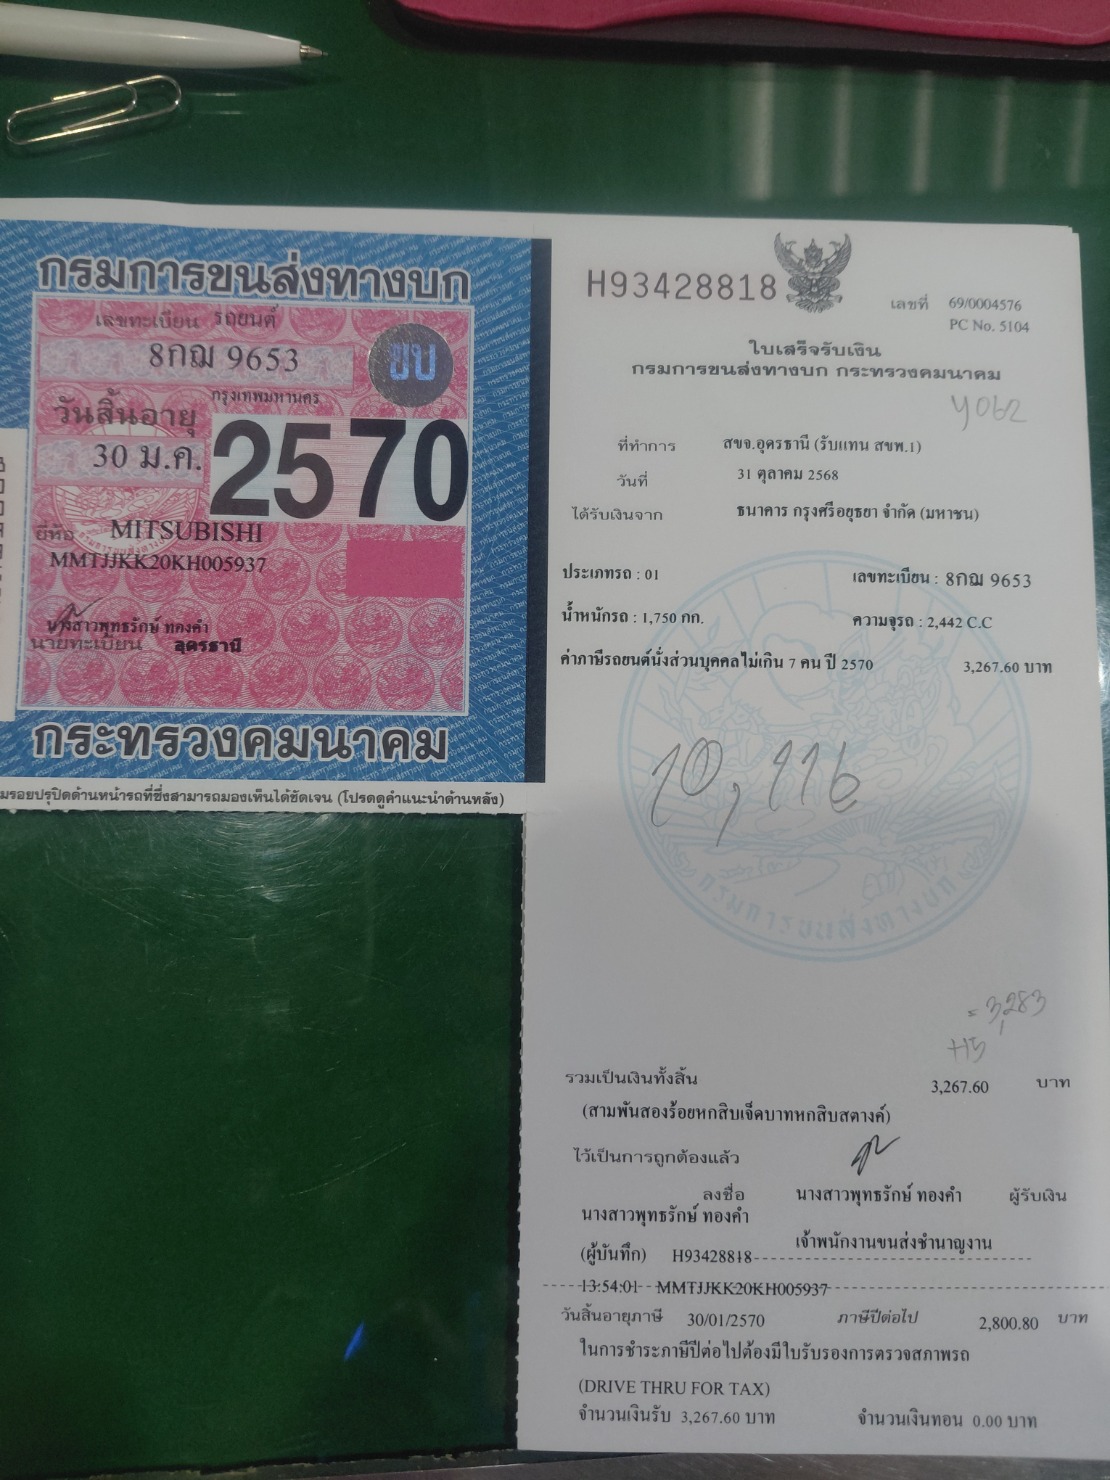 กรมการขนส่งทางบก
เลขทะเบียน รถยนต์
8กฌ 9653
ขบ
กรุงเทพมหานคร
วันสิ้นอายุ
30 ม.ค. 2570
ยี่ห้อ MITSUBISHI
MMTJJKK20KH005937
นางสาวพุทธรักษ์ ทองคำ
นายทะเบียน อุดรธานี
กระทรวงคมนาคม
มรอยปรุปิดด้านหน้ารถที่ซึ่งสามารถมองเห็นได้ชัดเจน (โปรดดูคำแนะนำด้านหลัง)
H93428818
เลขที่ 69/0004576
PC No. 5104
ใบเสร็จรับเงิน
กรมการขนส่งทางบก กระทรวงคมนาคม
ที่ทำการ สขจ.อุดรธานี (รับแทน สขพ.1)
วันที่ 31 ตุลาคม 2568
ได้รับเงินจาก ธนาคาร กรุงศรีอยุธยา จำกัด (มหาชน)
ประเภทรถ : 01 เลขทะเบียน : 8กฌ 9653
น้ำหนักรถ : 1,750 กก. ความจุรถ : 2,442 C.C
ค่าภาษีรถยนต์นั่งส่วนบุคคลไม่เกิน 7 คน ปี 2570 3,267.60 บาท
10,116
กรมการขนส่งทางบก
= 3,283
+15
รวมเป็นเงินทั้งสิ้น 3,267.60 บาท
(สามพันสองร้อยหกสิบเจ็ดบาทหกสิบสตางค์)
ไว้เป็นการถูกต้องแล้ว
ลงชื่อ นางสาวพุทธรักษ์ ทองคำ ผู้รับเงิน
นางสาวพุทธรักษ์ ทองคำ
เจ้าพนักงานขนส่งชำนาญงาน
(ผู้บันทึก) H93428818
13:54:01 MMTJJKK20KH005937
วันสิ้นอายุภาษี 30/01/2570 ภาษีปีต่อไป 2,800.80 บาท
ในการชำระภาษีปีต่อไปต้องมีใบรับรองการตรวจสภาพรถ
(DRIVE THRU FOR TAX)
จำนวนเงินรับ 3,267.60 บาท จำนวนเงินทอน 0.00 บาท